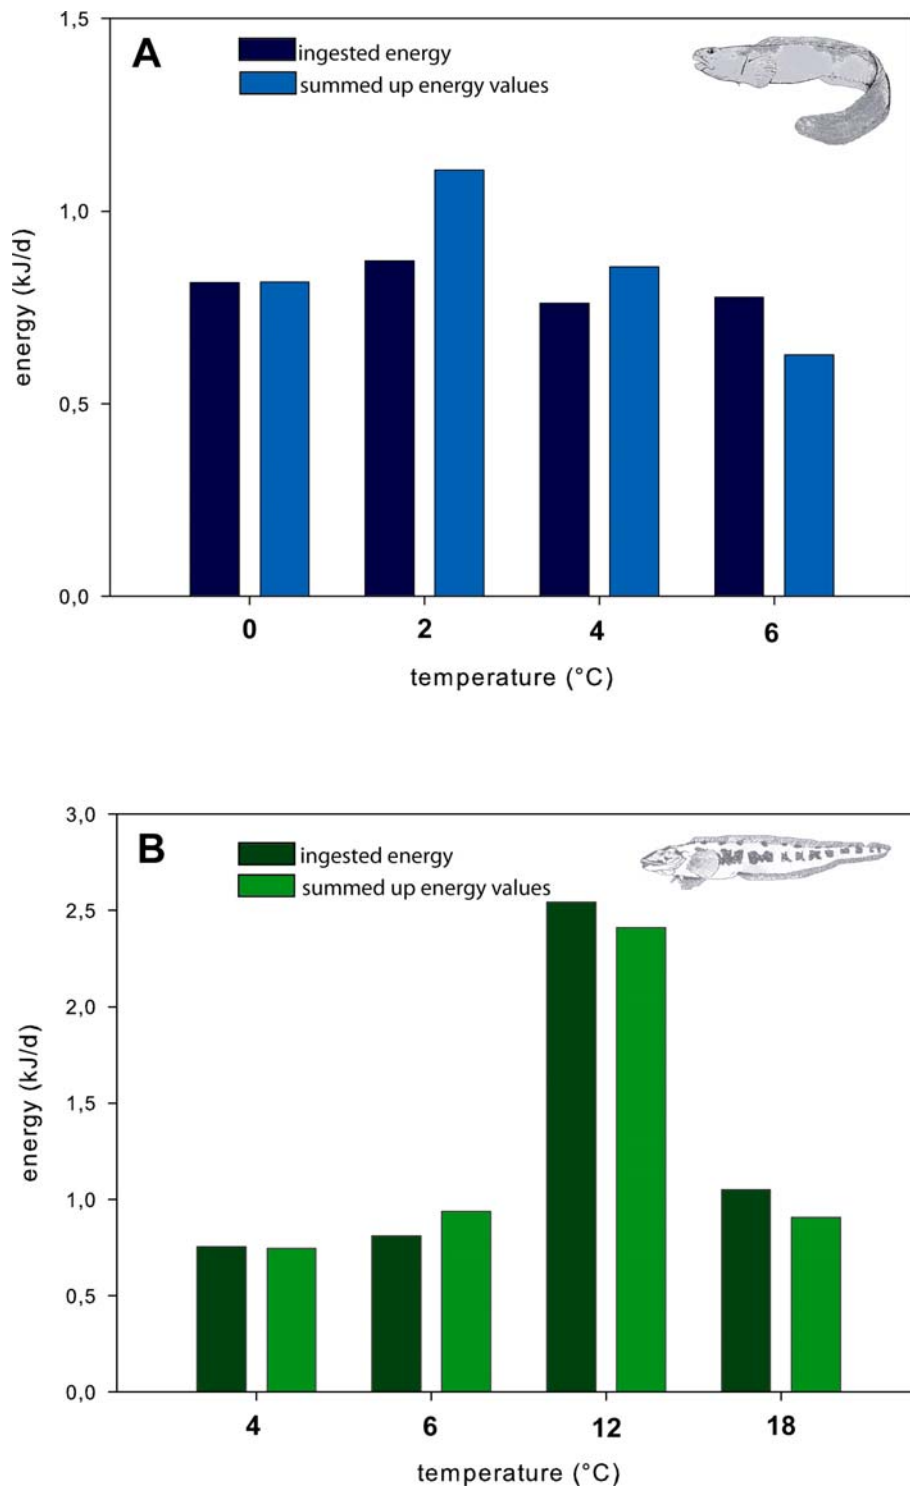 A
ingested energy
summed up energy values
energy (kJ/d)
1,5
1,0
0,5
0,0
0 2 4 6
temperature (°C)
B
ingested energy
summed up energy values
energy (kJ/d)
3,0
2,5
2,0
1,5
1,0
0,5
0,0
4 6 12 18
temperature (°C)